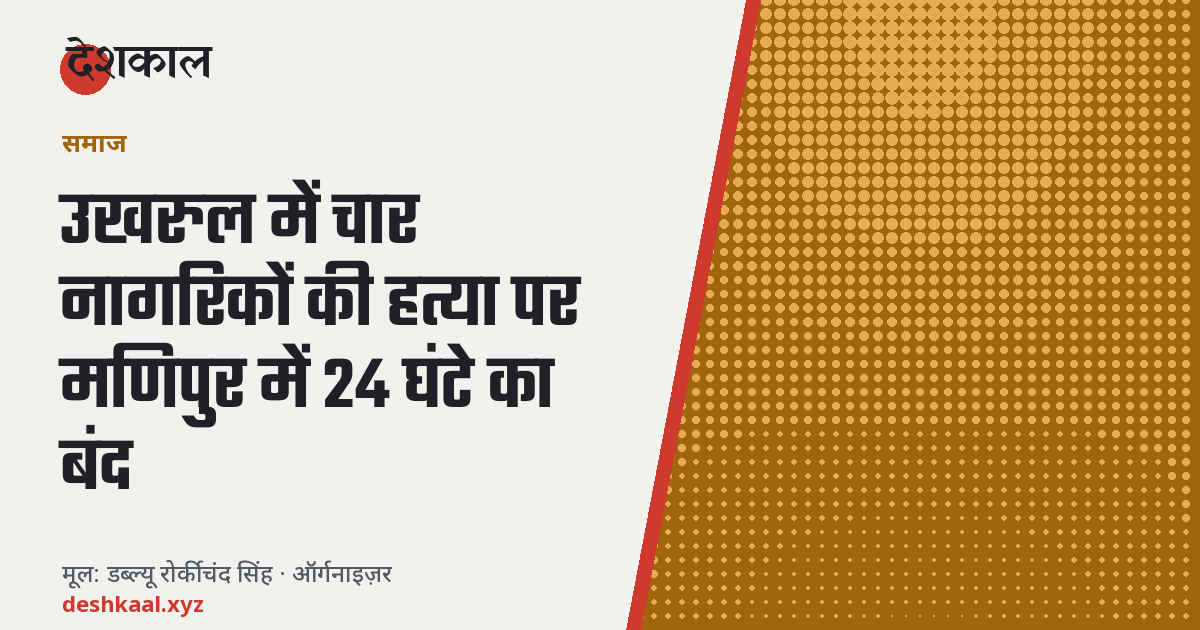 देशकाल
समाज
उखरुल में चार
नागरिकों की हत्या पर
मणिपुर में 24 घंटे का
बंद
मूल: डब्ल्यू रोर्कीचंद सिंह · ऑर्गनाइज़र
deshkaal.xyz